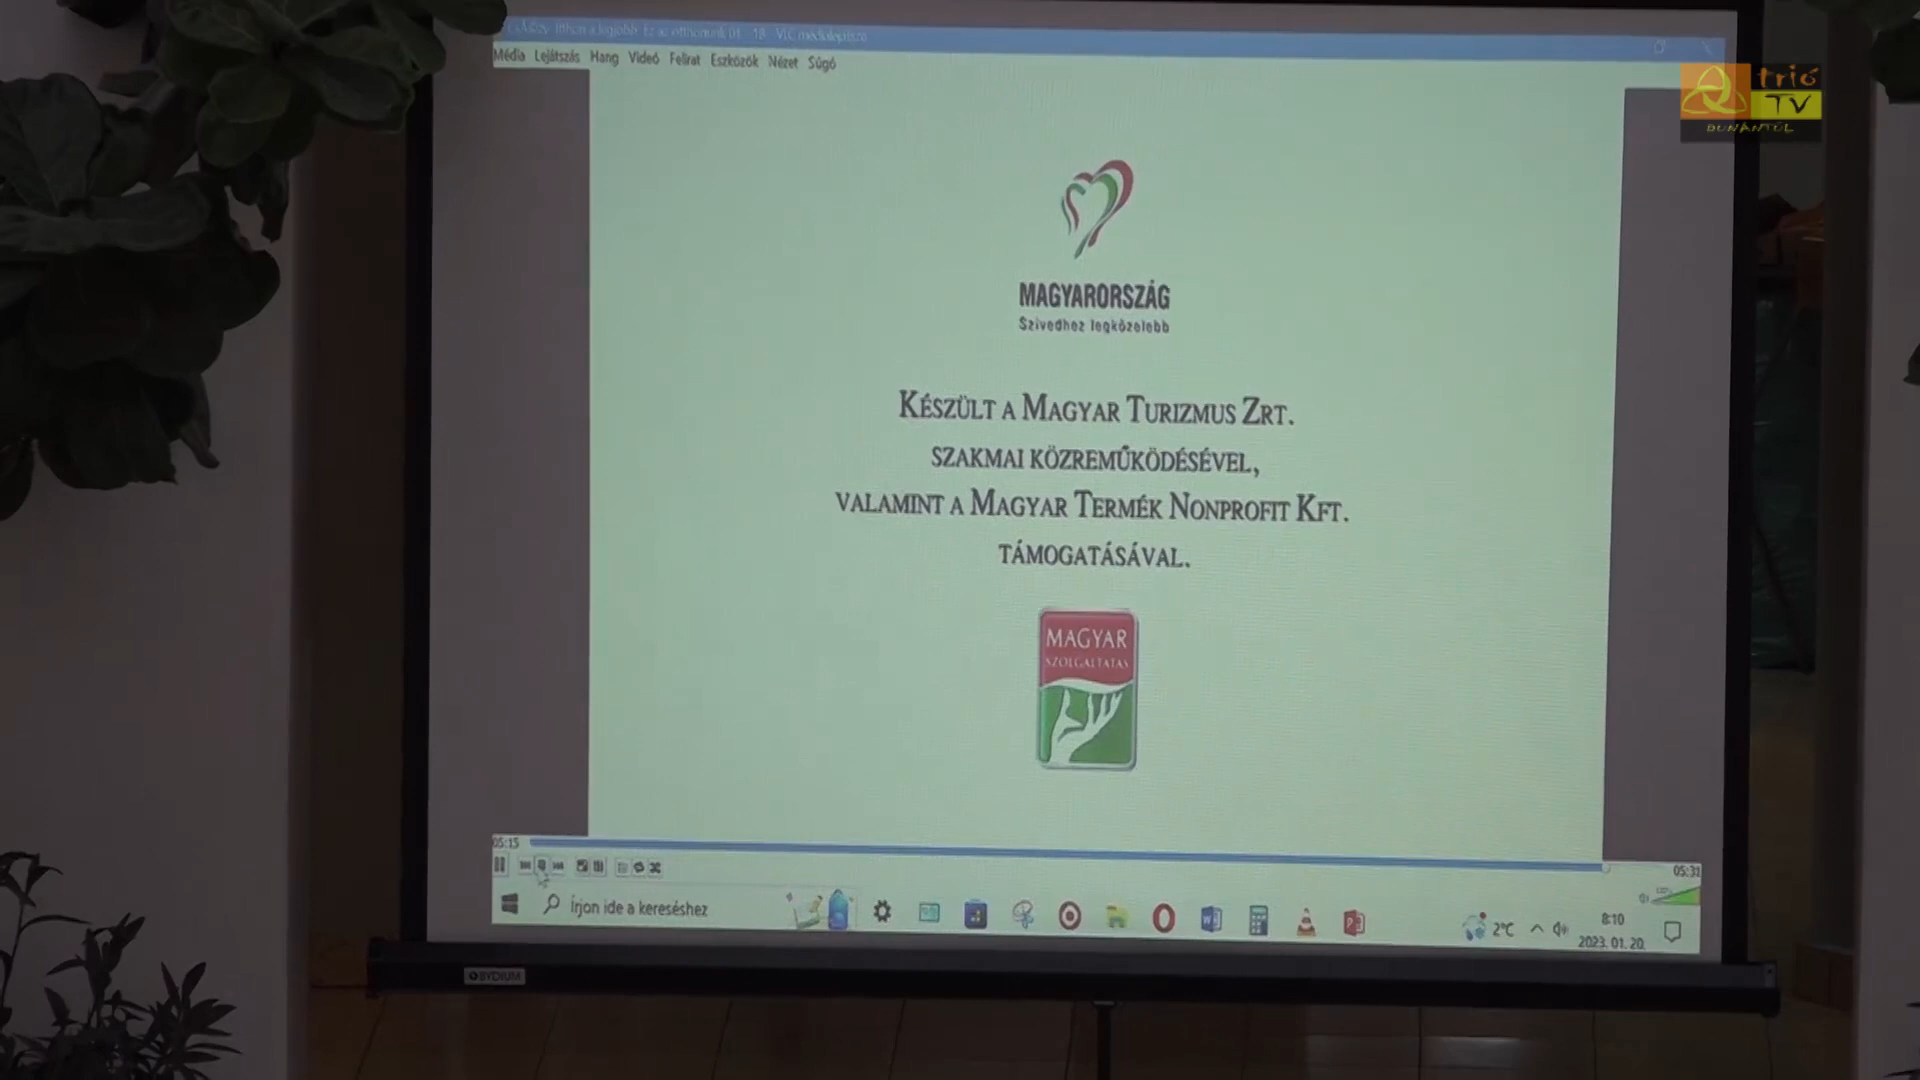 Média Lejátszás Hang Videó Felirat Eszközök Nézet Súgó
trió
TV
DUNÁNTÚL
MAGYARORSZÁG
Szívedhez legközelebb
KÉSZÜLT A MAGYAR TURIZMUS ZRT.
SZAKMAI KÖZREMŰKÖDÉSÉVEL,
VALAMINT A MAGYAR TERMÉK NONPROFIT KFT.
TÁMOGATÁSÁVAL.
MAGYAR
SZOLGÁLTATÁS
05:15
05:31
Írjon ide a kereséshez
2°C
8:10
2023. 01. 20.